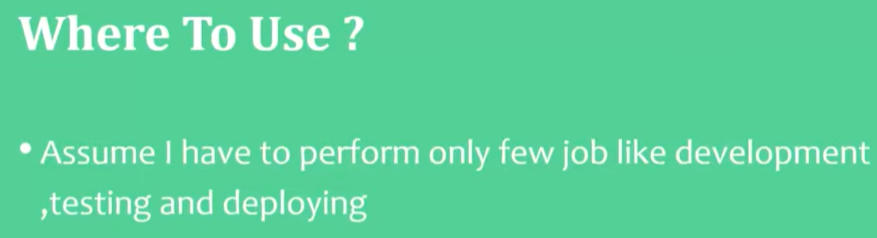 Where To Use ?
• Assume I have to perform only few job like development
,testing and deploying